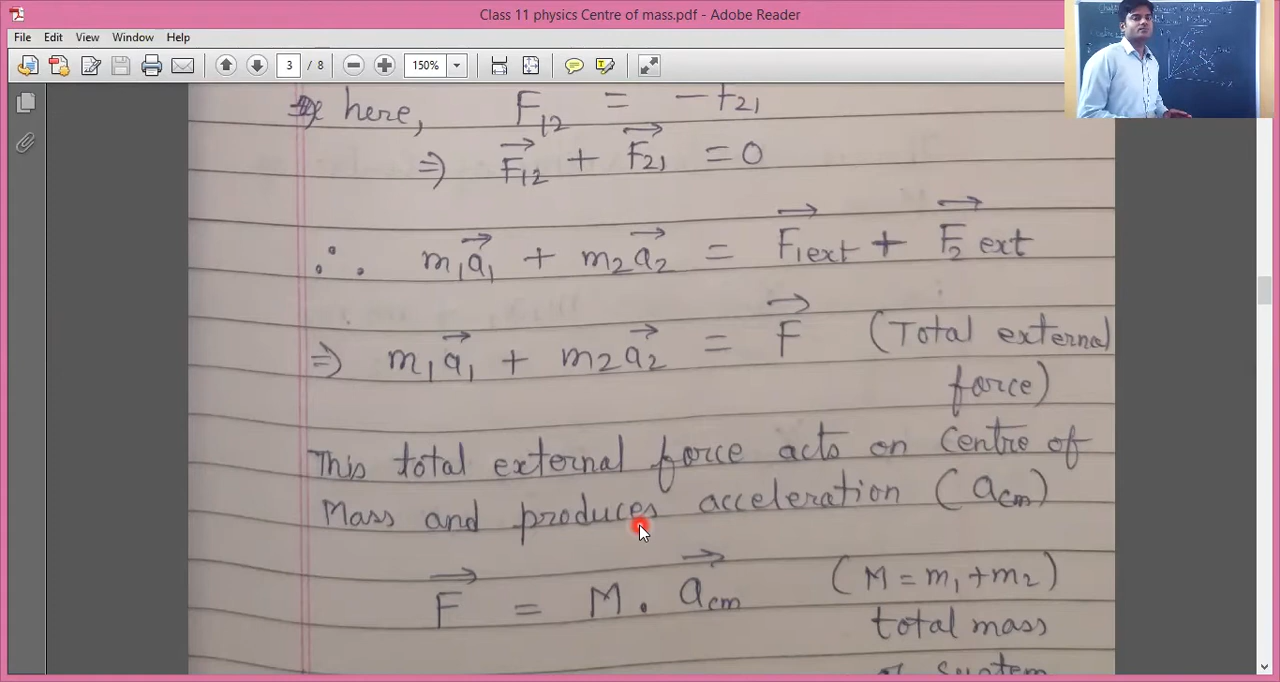 Class 11 physics Centre of mass.pdf - Adobe Reader
File Edit View Window Help
3 / 8 150%
here, F₁₂ = -F₂₁
⇒ F₁₂→ + F₂₁→ = 0
∴ m₁a₁→ + m₂a₂→ = F₁ext→ + F₂ext→
⇒ m₁a₁→ + m₂a₂→ = F→ (Total external
force)
This total external force acts on Centre of
Mass and produces acceleration (acm)
F→ = M . acm→ (M = m₁ + m₂)
total mass
of system